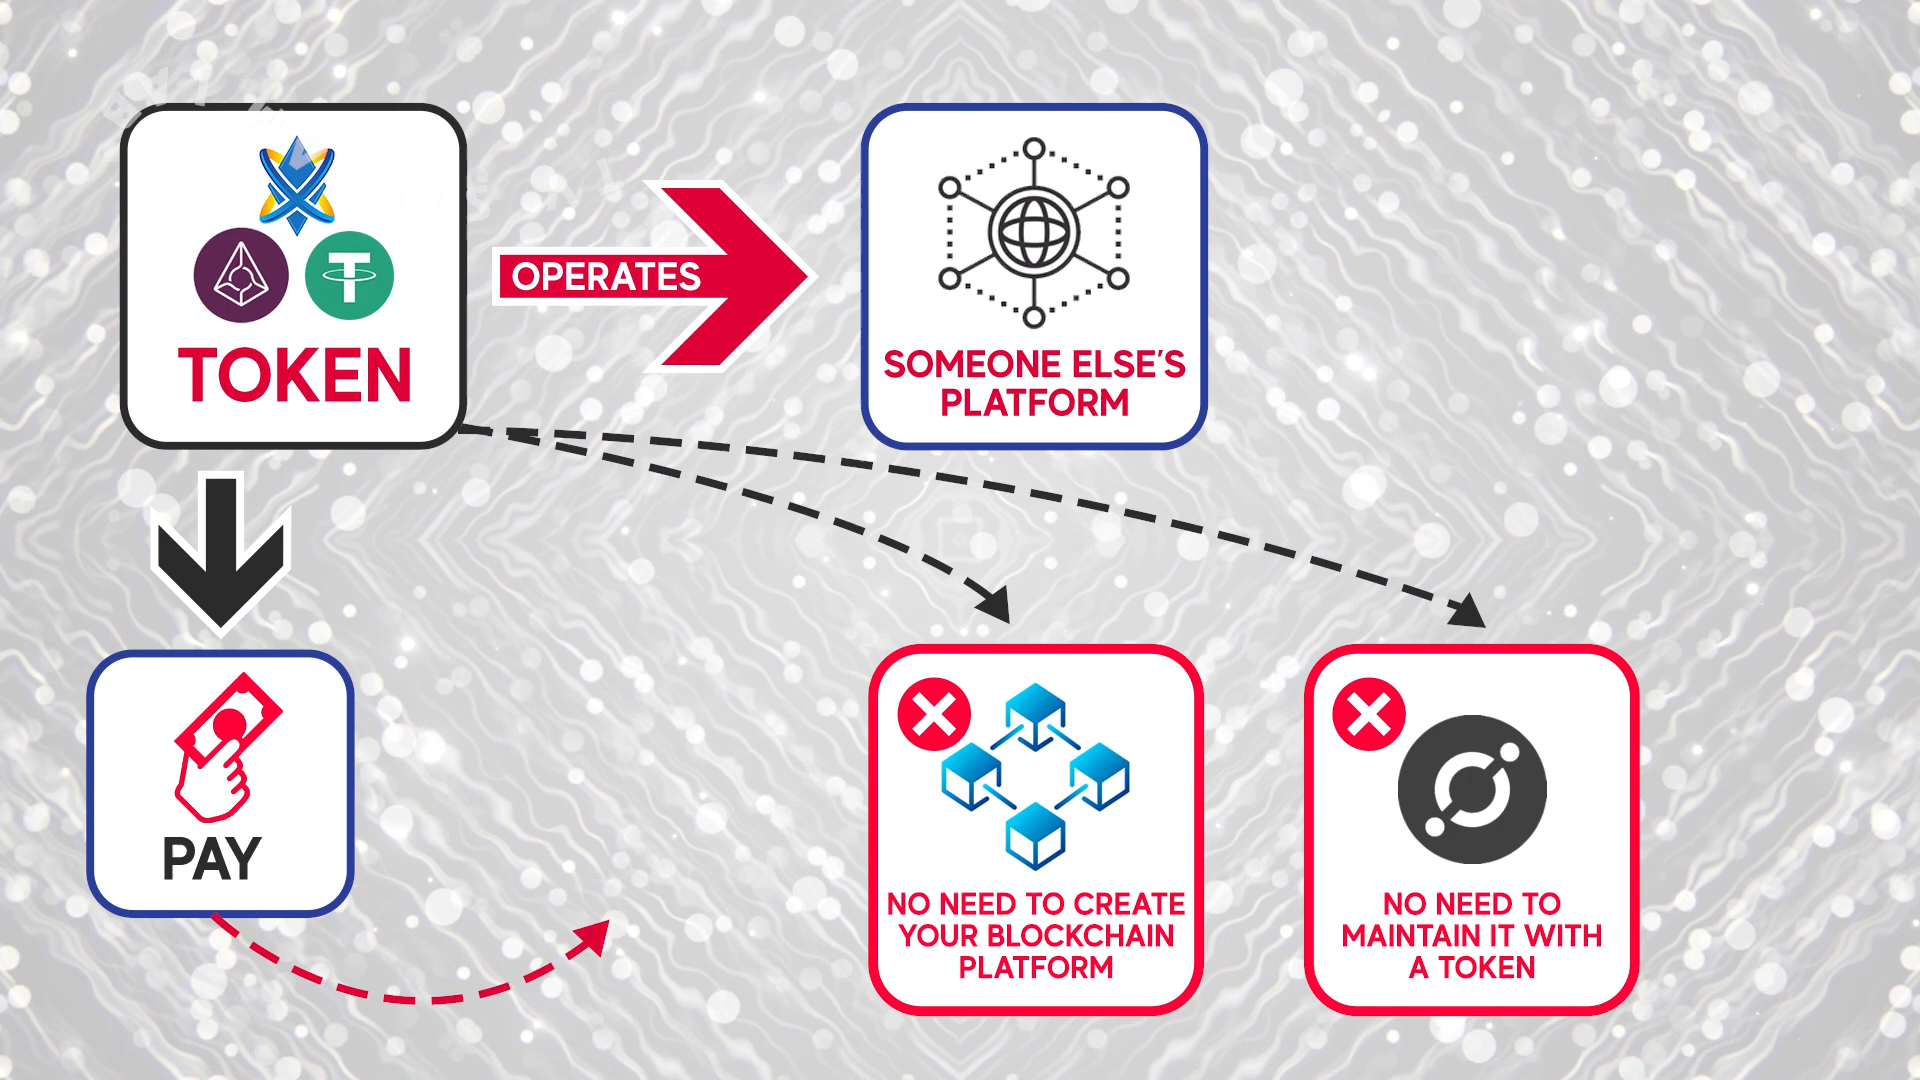 TOKEN
OPERATES
SOMEONE ELSE'S
PLATFORM
PAY
NO NEED TO CREATE
YOUR BLOCKCHAIN
PLATFORM
NO NEED TO
MAINTAIN IT WITH
A TOKEN